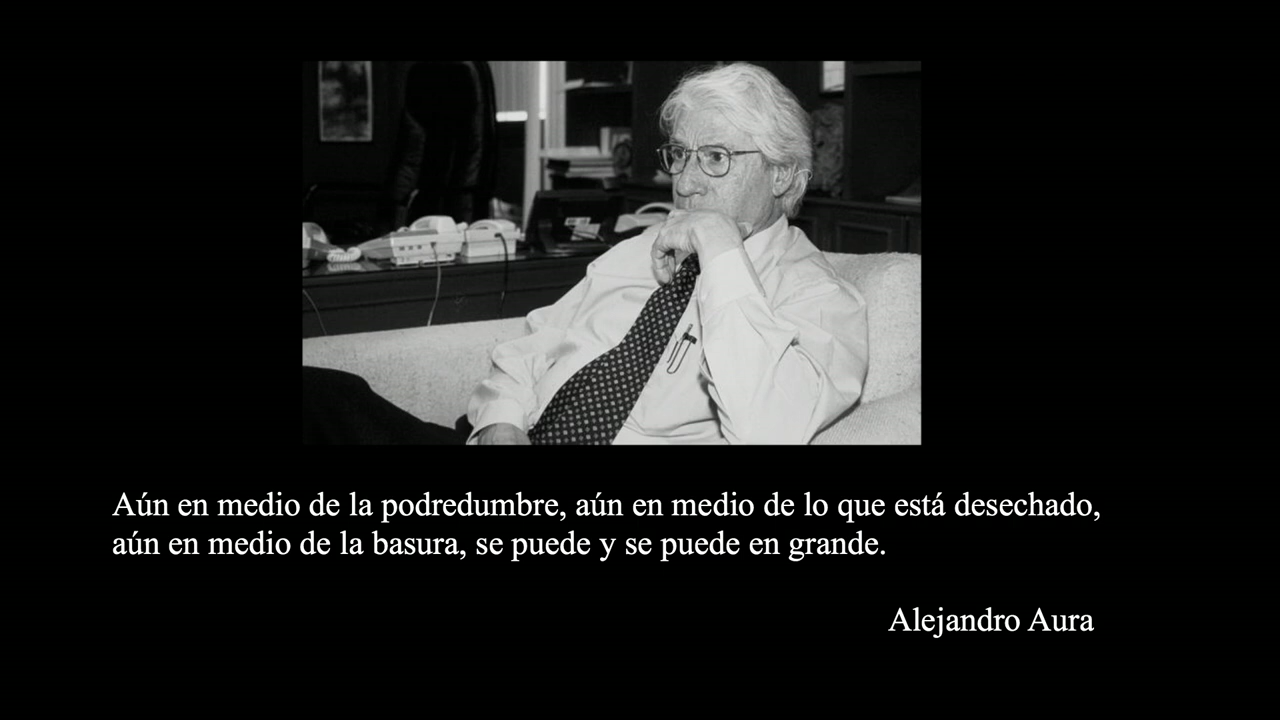 Aún en medio de la podredumbre, aún en medio de lo que está desechado,
aún en medio de la basura, se puede y se puede en grande.
Alejandro Aura